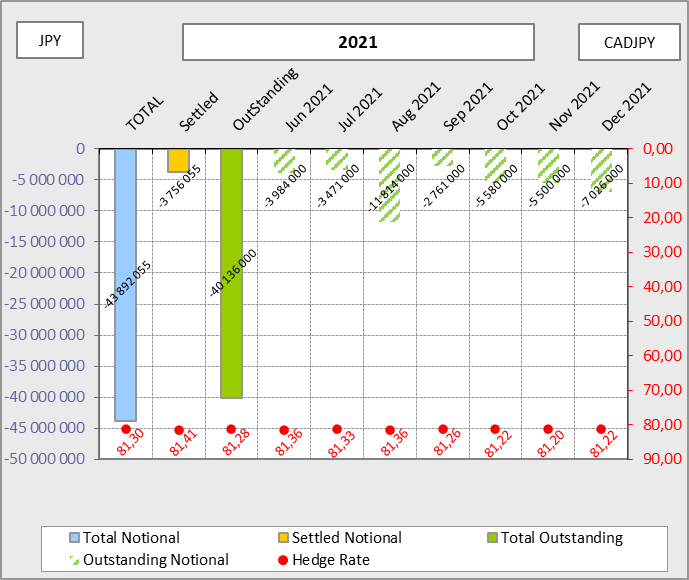 JPY
2021
CADJPY
TOTAL
Settled
OutStanding
Jun 2021
Jul 2021
Aug 2021
Sep 2021
Oct 2021
Nov 2021
Dec 2021
0
-5 000 000
-10 000 000
-15 000 000
-20 000 000
-25 000 000
-30 000 000
-35 000 000
-40 000 000
-45 000 000
-50 000 000
-43 892 055
-3 756 055
-40 136 000
-3 984 000
-3 471 000
-11 814 000
-2 761 000
-5 580 000
-5 500 000
-7 026 000
81,30
81,41
81,28
81,36
81,33
81,36
81,26
81,22
81,20
81,22
0,00
10,00
20,00
30,00
40,00
50,00
60,00
70,00
80,00
90,00
Total Notional
Settled Notional
Total Outstanding
Outstanding Notional
Hedge Rate